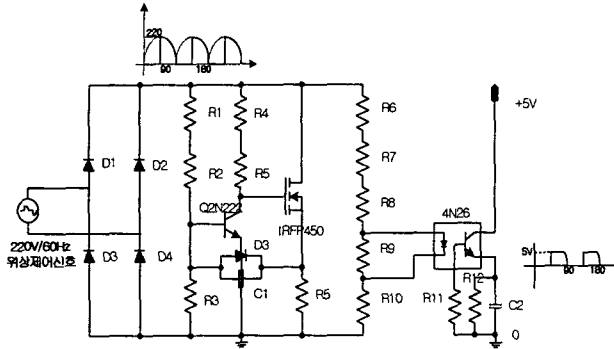 220
90
180
R1
R4
R6
+5V
D1
D2
R2
R5
R7
R8
Q2N222
4N26
IRFP450
220V/60Hz
위상제어신호
D3
D4
D3
R9
5V
90
180
R3
C1
R5
R10
R11
R12
C2
0